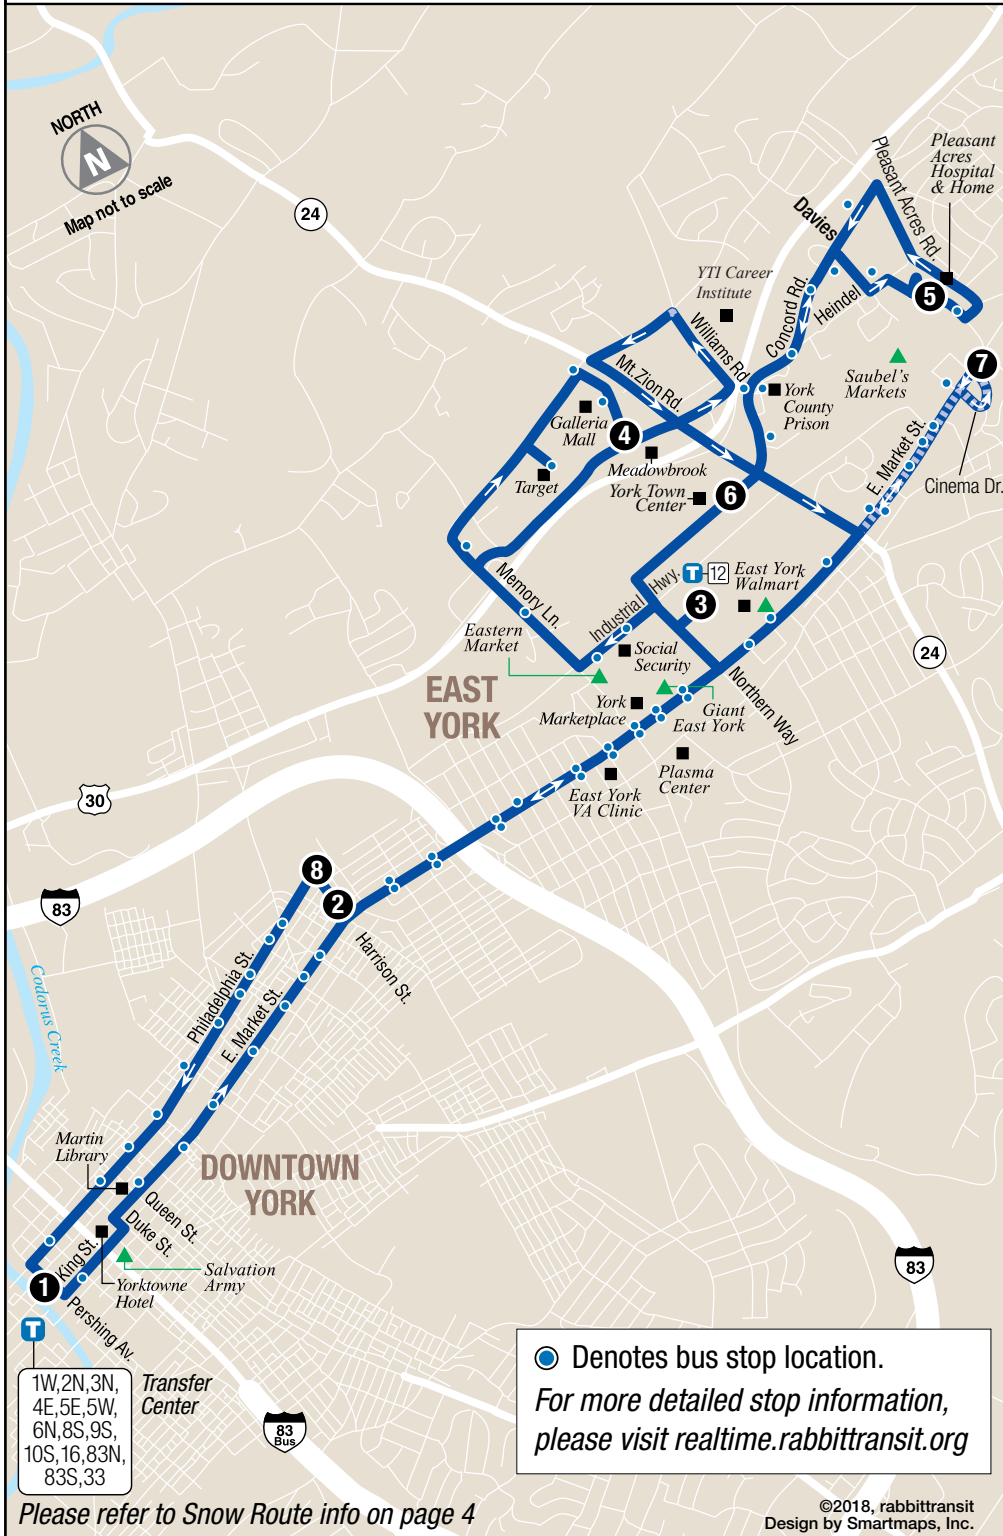 NORTH
N
Map not to scale
24
Pleasant Acres Rd.
Pleasant
Acres
Hospital
& Home
Davies
YTI Career
Institute
Concord Rd.
Heindel
5
Williams Rd.
Mt. Zion Rd.
Saubel's
Markets
7
York
County
Prison
Galleria
Mall
4
Meadowbrook
Target
York Town
Center
6
E. Market St.
Cinema Dr.
Memory Ln.
Industrial Hwy.
T
12
East York
Walmart
3
Eastern
Market
Social
Security
24
EAST
YORK
York
Marketplace
Giant
East York
Northern Way
Plasma
Center
East York
VA Clinic
30
83
8
2
Harrison St.
Codorus Creek
Philadelphia St.
E. Market St.
Martin
Library
DOWNTOWN
YORK
Queen St.
Duke St.
King St.
Salvation
Army
Yorktowne
Hotel
1
Pershing Av.
83
T
1W,2N,3N,
4E,5E,5W,
6N,8S,9S,
10S,16,83N,
83S,33
Transfer
Center
83
Bus
Denotes bus stop location.
For more detailed stop information,
please visit realtime.rabbittransit.org
Please refer to Snow Route info on page 4
©2018, rabbittransit
Design by Smartmaps, Inc.